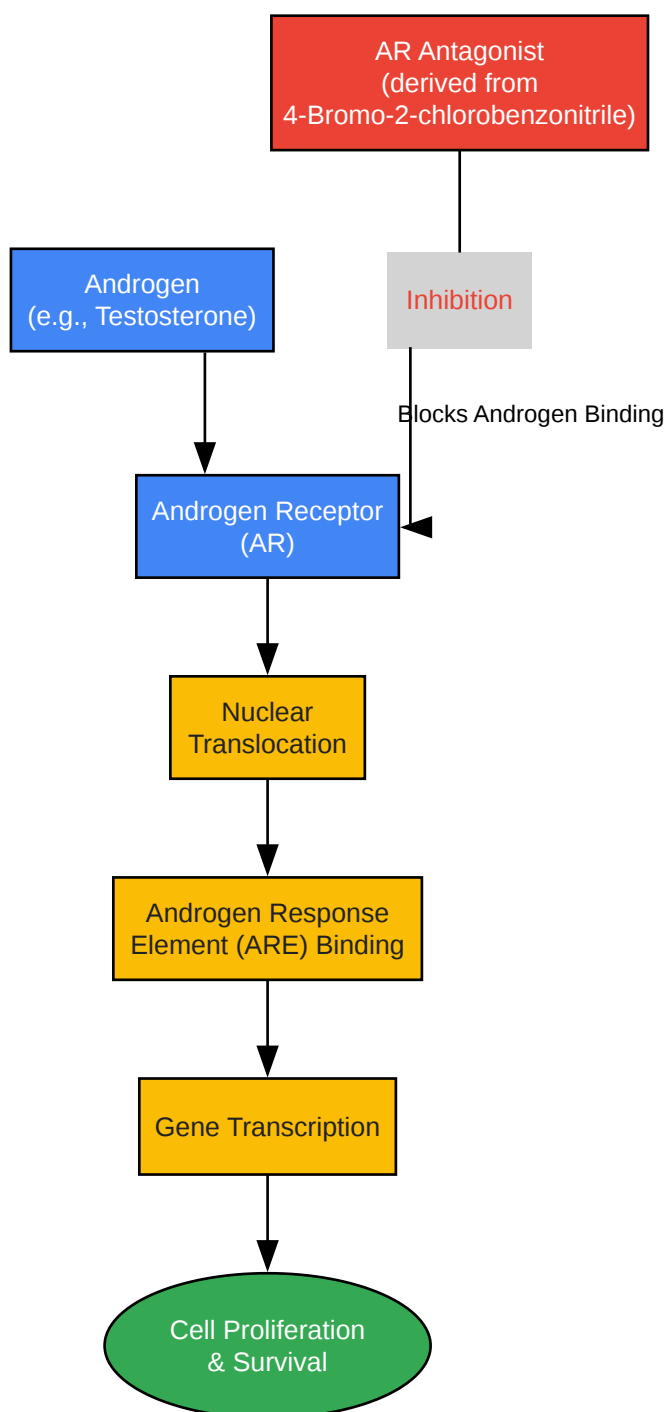 AR Antagonist
(derived from
4-Bromo-2-chlorobenzonitrile)
Androgen
(e.g., Testosterone)
Inhibition
Blocks Androgen Binding
Androgen Receptor
(AR)
Nuclear
Translocation
Androgen Response
Element (ARE) Binding
Gene Transcription
Cell Proliferation
& Survival